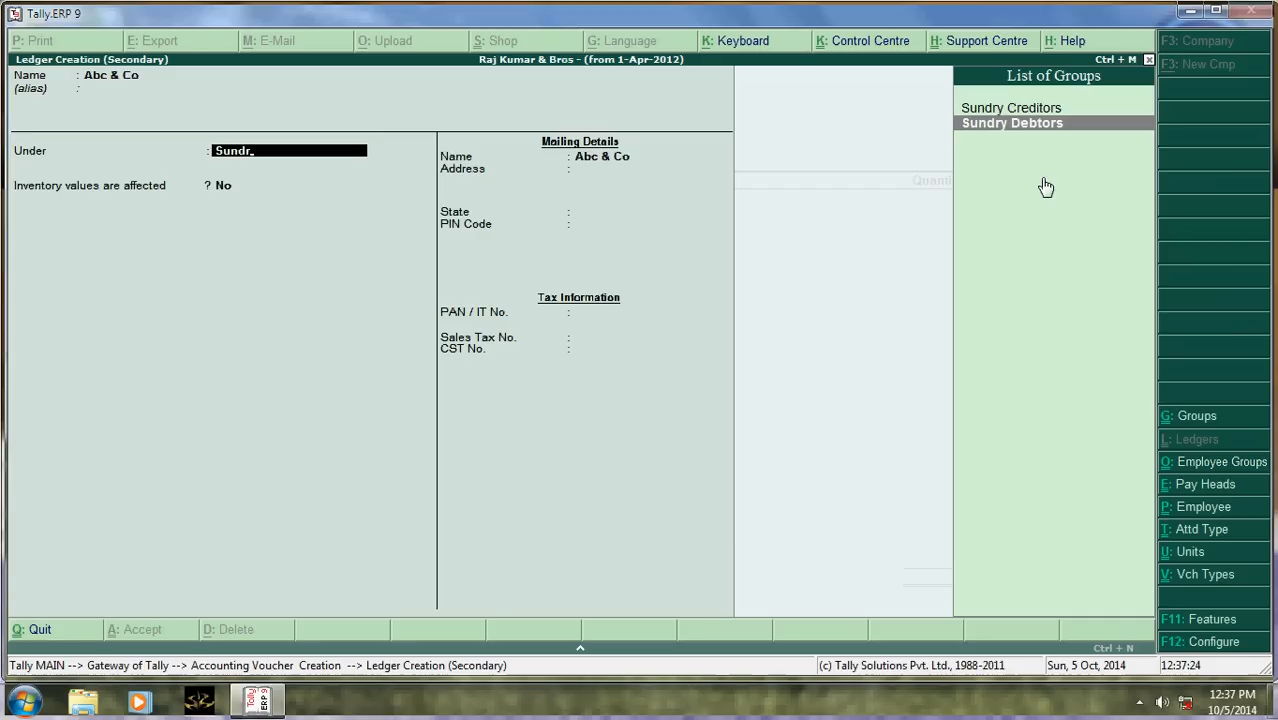 Tally.ERP 9
P: Print E: Export M: E-Mail O: Upload S: Shop G: Language K: Keyboard K: Control Centre H: Support Centre H: Help F3: Company
F3: New Cmp
Ledger Creation (Secondary) Raj Kumar & Bros - (from 1-Apr-2012) Ctrl + M
Name : Abc & Co
(alias) :
List of Groups
Sundry Creditors
Sundry Debtors
Under : Sundr
Inventory values are affected ? No
Mailing Details
Name : Abc & Co
Address :
State :
PIN Code :
Tax Information
PAN / IT No. :
Sales Tax No. :
CST No. :
Quanti
G: Groups
L: Ledgers
O: Employee Groups
E: Pay Heads
P: Employee
T: Attd Type
U: Units
V: Vch Types
F11: Features
F12: Configure
Q: Quit A: Accept D: Delete
Ctrl + N
Tally MAIN --> Gateway of Tally --> Accounting Voucher Creation --> Ledger Creation (Secondary) (c) Tally Solutions Pvt. Ltd., 1988-2011 Sun, 5 Oct, 2014 12:37:24
Tally
ERP 9
12:37 PM
10/5/2014